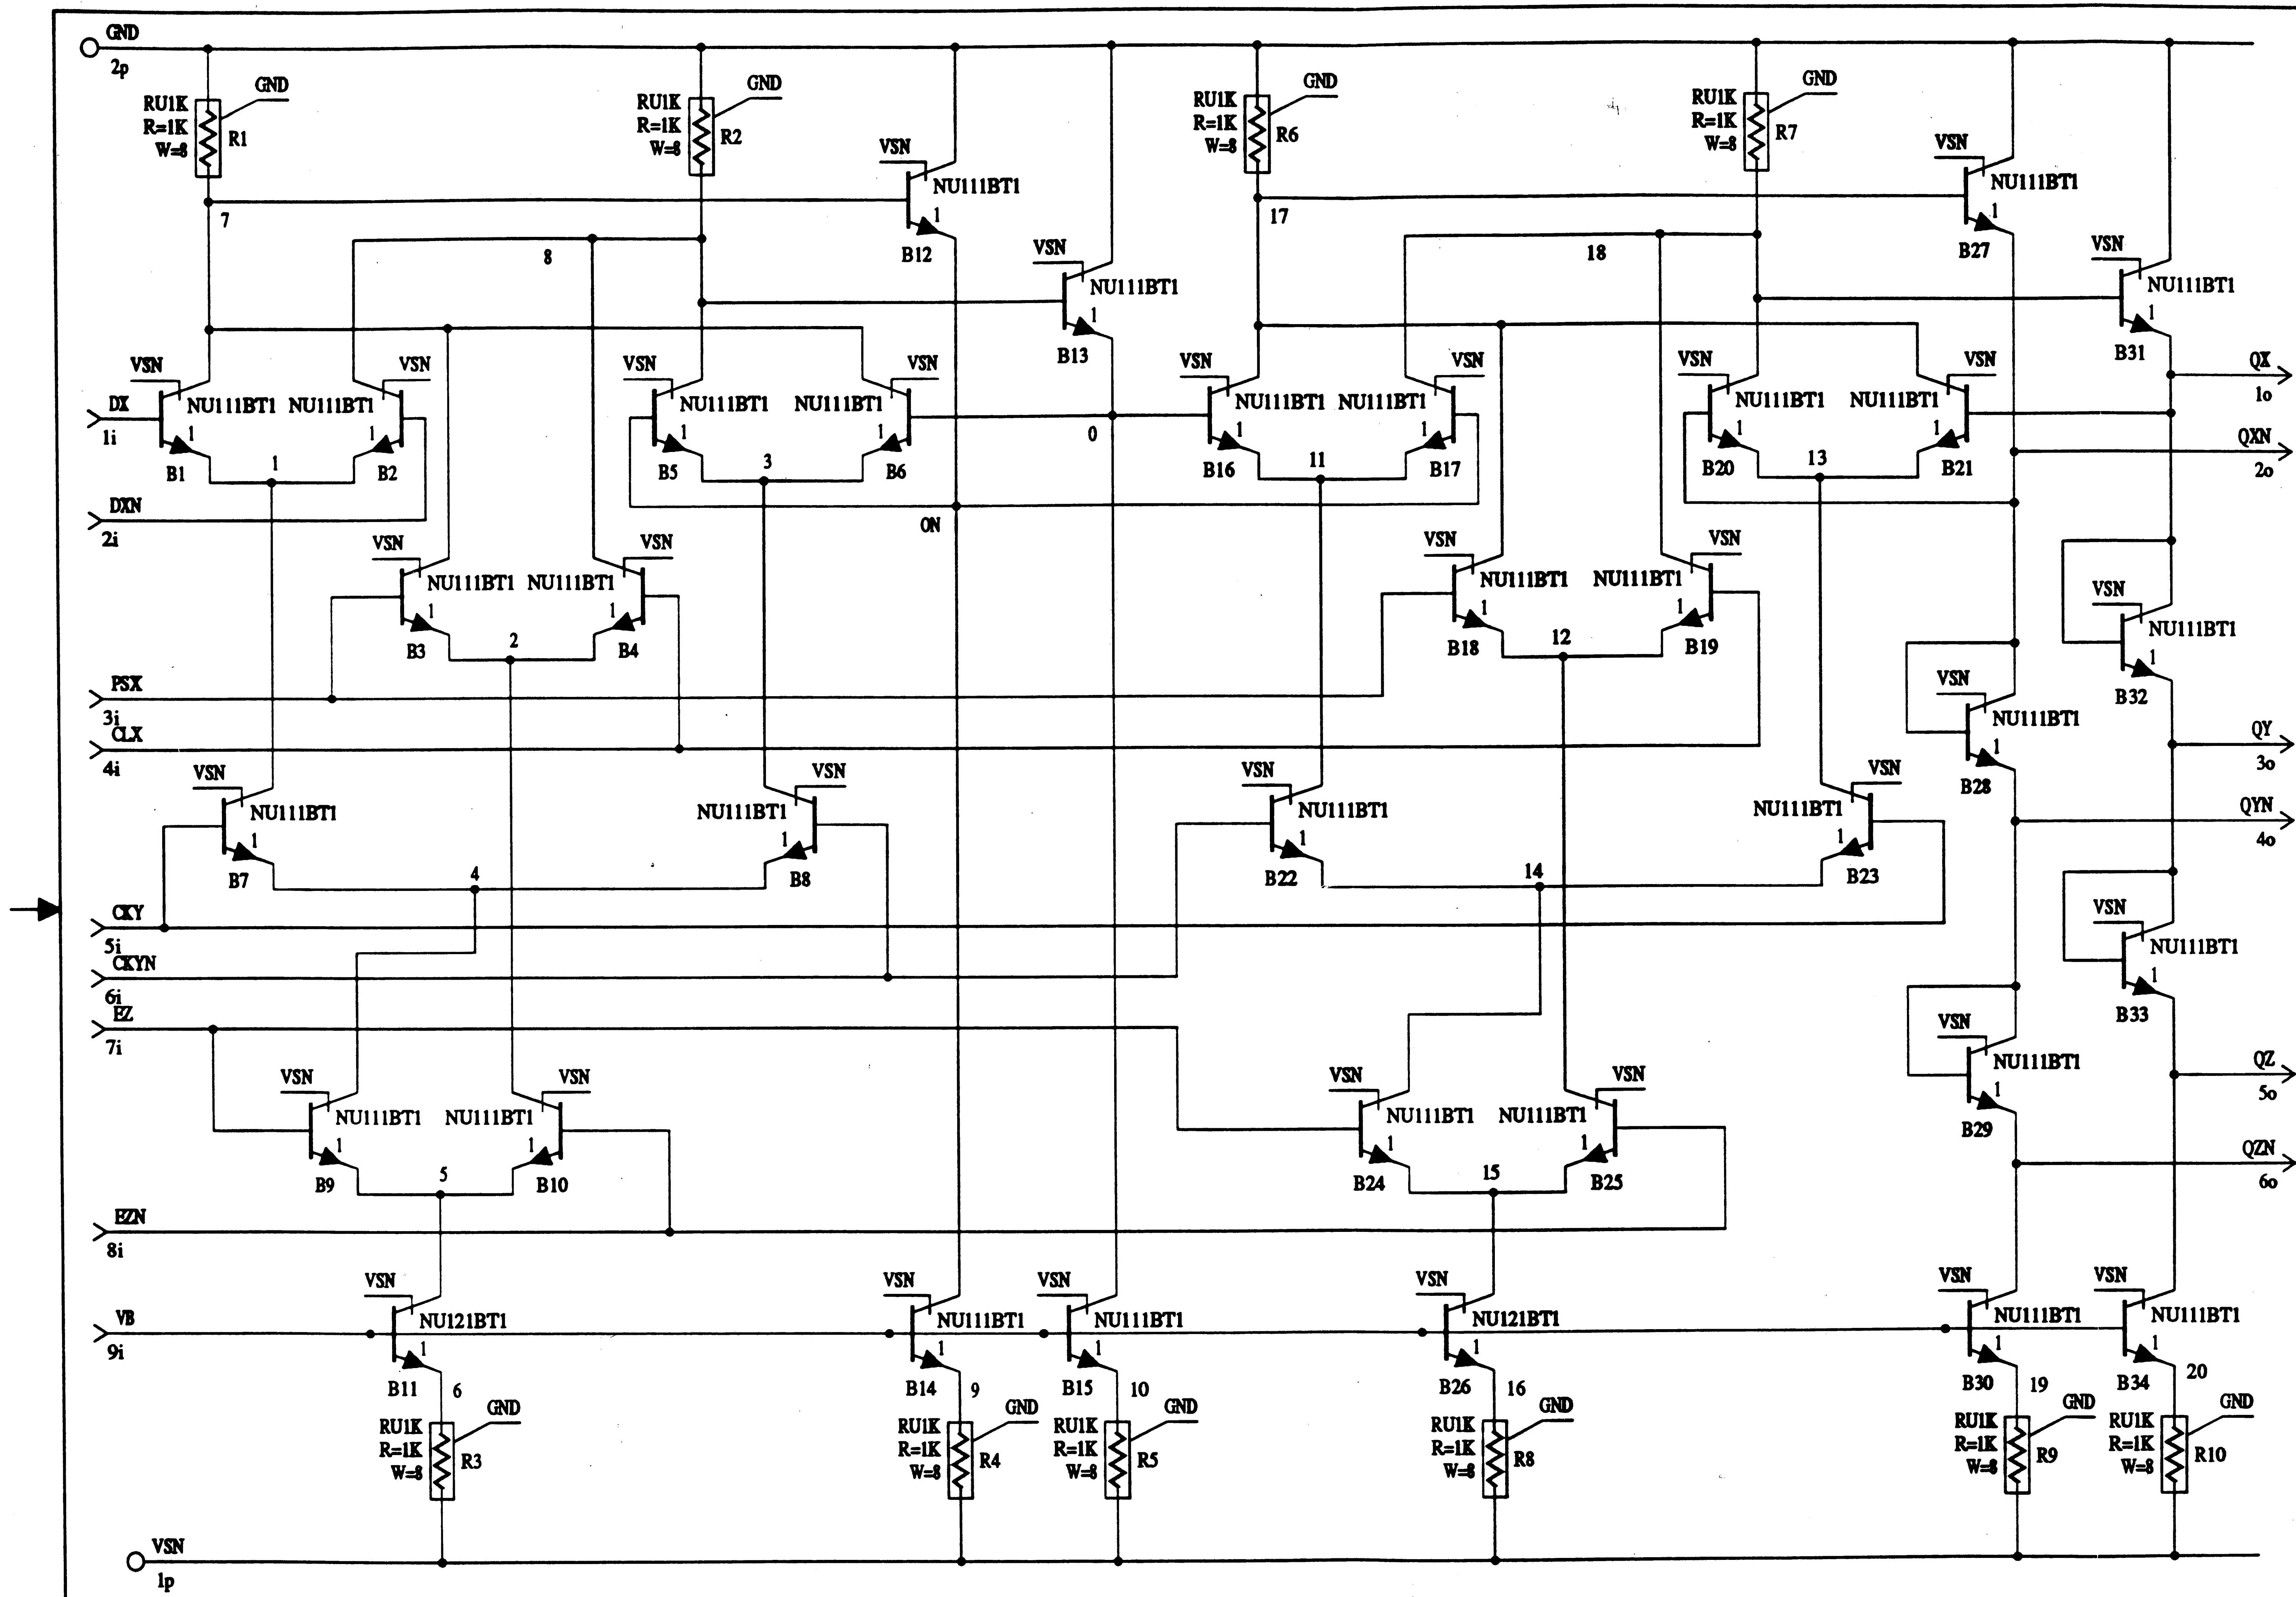 GND
2p
GND
RU1K
R=1K
W=8
R1
GND
RU1K
R=1K
W=8
R2
GND
RU1K
R=1K
W=8
R6
GND
RU1K
R=1K
W=8
R7
VSN
NU111BT1
1
B12
VSN
NU111BT1
1
B27
7
8
17
18
VSN
NU111BT1
1
B13
VSN
NU111BT1
1
B31
QX
1o
DX
1i
VSN
NU111BT1
1
B1
VSN
NU111BT1
1
B2
1
VSN
NU111BT1
1
B5
VSN
NU111BT1
1
B6
3
0
VSN
NU111BT1
1
B16
VSN
NU111BT1
1
B17
11
VSN
NU111BT1
1
B20
VSN
NU111BT1
1
B21
13
QXN
2o
DXN
2i
ON
VSN
NU111BT1
1
B3
VSN
NU111BT1
1
B4
2
VSN
NU111BT1
1
B18
VSN
NU111BT1
1
B19
12
VSN
NU111BT1
1
B32
PSX
3i
CLX
4i
VSN
NU111BT1
1
B28
QY
3o
VSN
NU111BT1
1
B7
VSN
NU111BT1
1
B8
4
VSN
NU111BT1
1
B22
VSN
NU111BT1
1
B23
14
QYN
4o
CKY
5i
CKYN
6i
EZ
7i
VSN
NU111BT1
1
B33
VSN
NU111BT1
1
B29
QZ
5o
VSN
NU111BT1
1
B9
VSN
NU111BT1
1
B10
5
VSN
NU111BT1
1
B24
VSN
NU111BT1
1
B25
15
QZN
6o
EZN
8i
VB
9i
VSN
NU121BT1
1
B11
6
VSN
NU111BT1
1
B14
9
VSN
NU111BT1
1
B15
10
VSN
NU121BT1
1
B26
16
VSN
NU111BT1
1
B30
19
VSN
NU111BT1
1
B34
20
GND
RU1K
R=1K
W=8
R3
GND
RU1K
R=1K
W=8
R4
GND
RU1K
R=1K
W=8
R5
GND
RU1K
R=1K
W=8
R8
GND
RU1K
R=1K
W=8
R9
GND
RU1K
R=1K
W=8
R10
VSN
1p